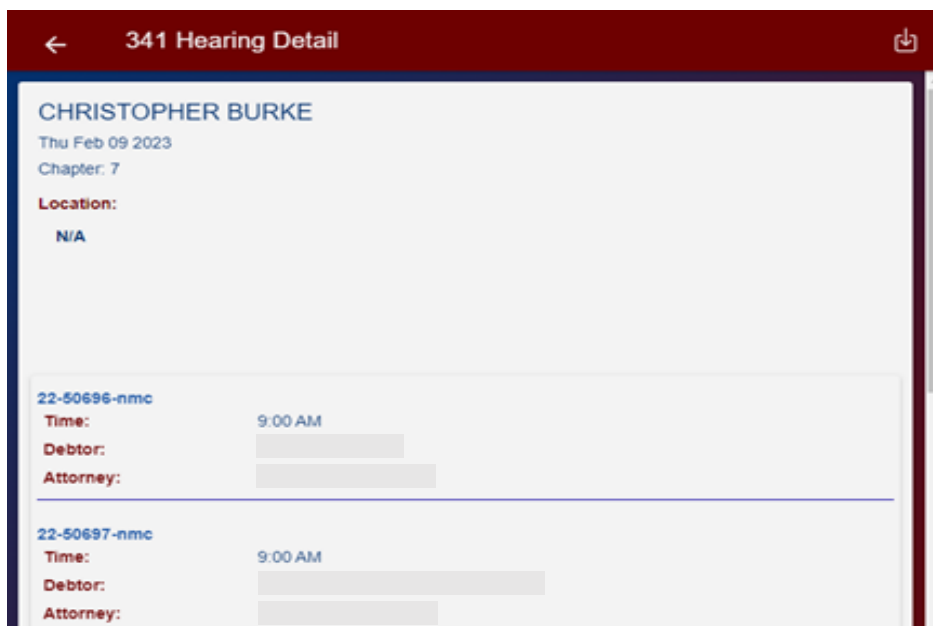 341 Hearing Detail
CHRISTOPHER BURKE
Thu Feb 09 2023
Chapter: 7
Location:
N/A
22-50696-nmc
Time: 9:00 AM
Debtor:
Attorney:
22-50697-nmc
Time: 9:00 AM
Debtor:
Attorney: